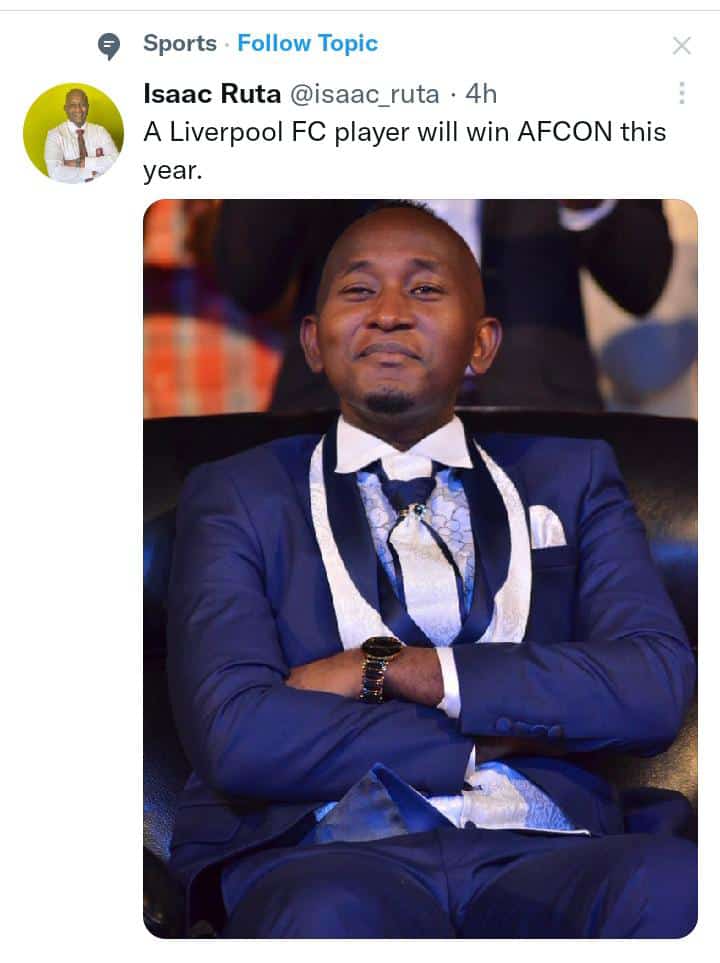 Sports · Follow Topic
Isaac Ruta @isaac_ruta · 4h
A Liverpool FC player will win AFCON this
year.